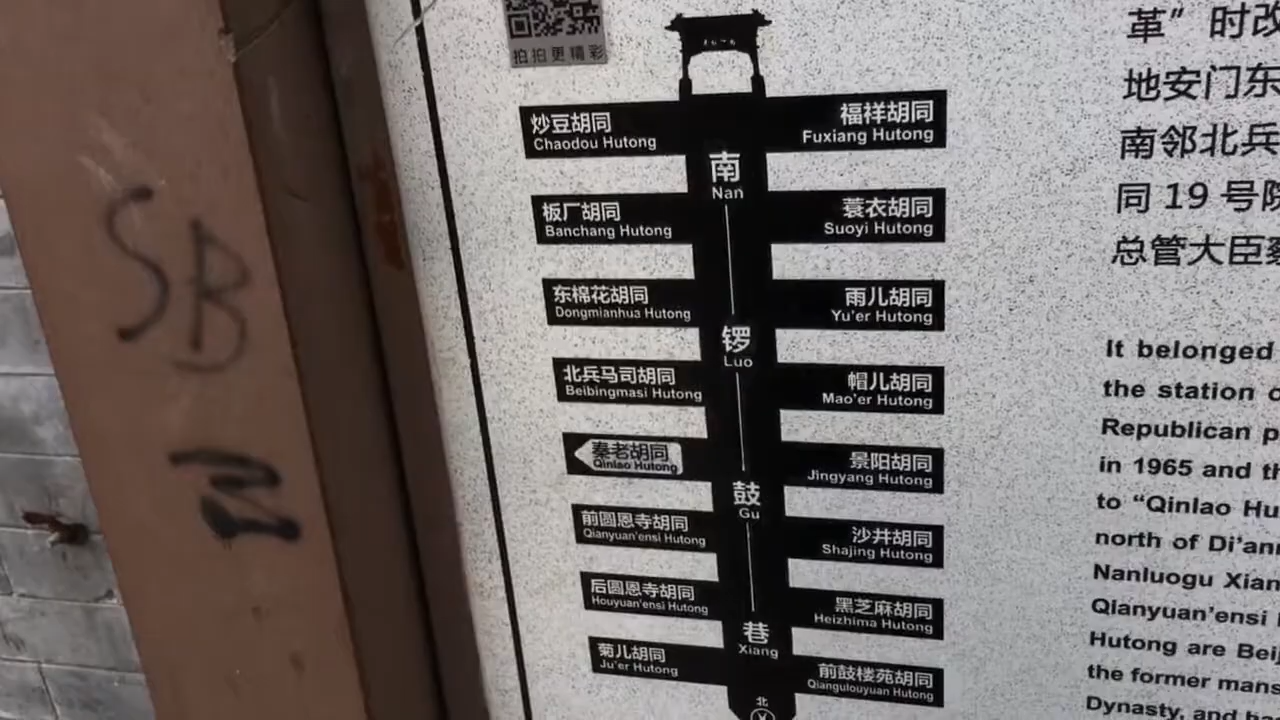 拍拍更精彩
炒豆胡同
Chaodou Hutong
福祥胡同
Fuxiang Hutong
南
Nan
板厂胡同
Banchang Hutong
蓑衣胡同
Suoyi Hutong
东棉花胡同
Dongmianhua Hutong
雨儿胡同
Yu'er Hutong
锣
Luo
北兵马司胡同
Beibingmasi Hutong
帽儿胡同
Mao'er Hutong
秦老胡同
Qinlao Hutong
景阳胡同
Jingyang Hutong
鼓
Gu
前圆恩寺胡同
Qianyuan'ensi Hutong
沙井胡同
Shajing Hutong
后圆恩寺胡同
Houyuan'ensi Hutong
黑芝麻胡同
Heizhima Hutong
巷
Xiang
菊儿胡同
Ju'er Hutong
前鼓楼苑胡同
Qiangulouyuan Hutong
北
革”时改
地安门东
南邻北兵
同 19 号院
总管大臣
It belonged
the station
Republican
in 1965 and
to “Qinlao
north of
Nanluogu
Qianyuan'ensi
Hutong are
the former
Dynasty, and
SB